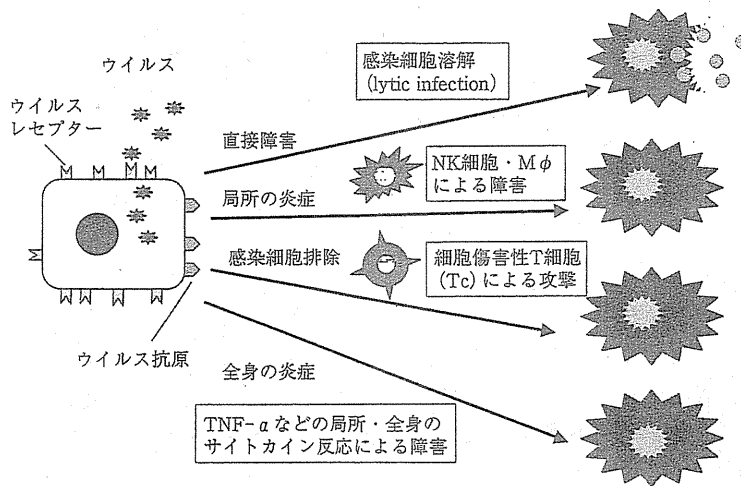 ウイルス
ウイルス
レセプター
感染細胞溶解
(lytic infection)
直接障害
NK細胞・Mφ
による障害
局所の炎症
感染細胞排除
細胞傷害性T細胞
(Tc)による攻撃
ウイルス抗原
全身の炎症
TNF-αなどの局所・全身の
サイトカイン反応による障害